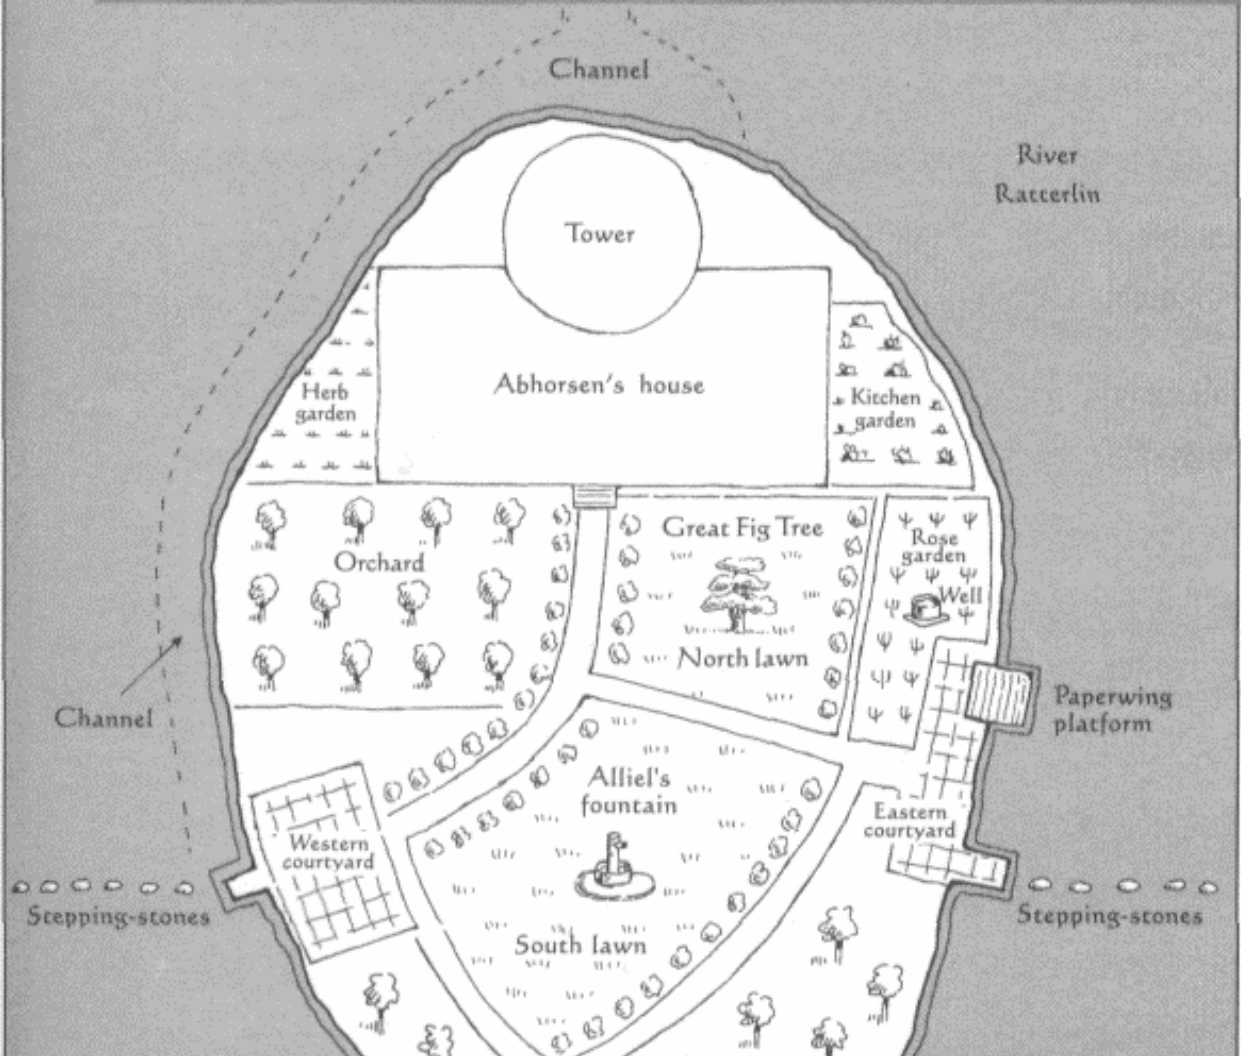 Channel
River
Ratterlin
Tower
Abhorsen's house
Herb
garden
Kitchen
garden
Great Fig Tree
Orchard
Rose
garden
Well
North lawn
Channel
Paperwing
platform
Alliel's
fountain
Eastern
courtyard
Western
courtyard
Stepping-stones
Stepping-stones
South lawn